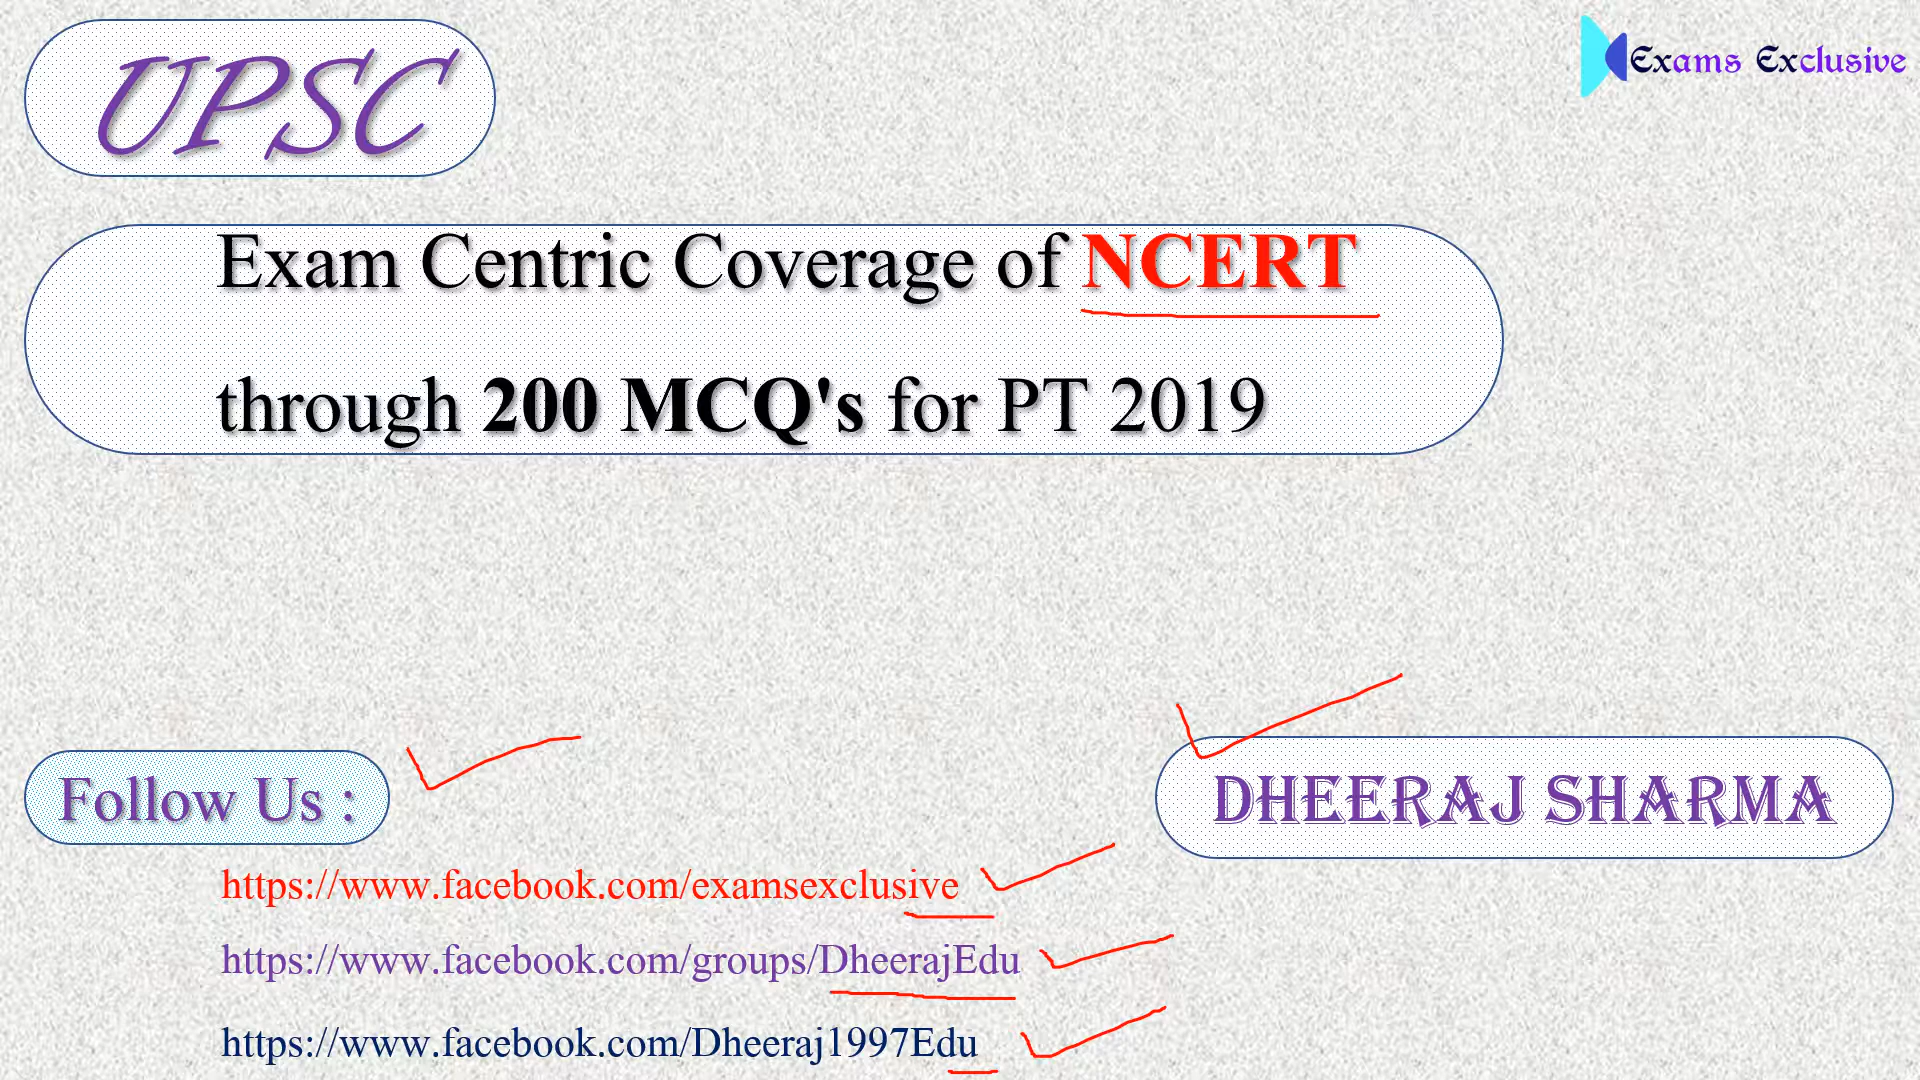 UPSC
Exams Exclusive
Exam Centric Coverage of NCERT
through 200 MCQ's for PT 2019
Follow Us :
DHEERAJ SHARMA
https://www.facebook.com/examsexclusive
https://www.facebook.com/groups/DheerajEdu
https://www.facebook.com/Dheeraj1997Edu